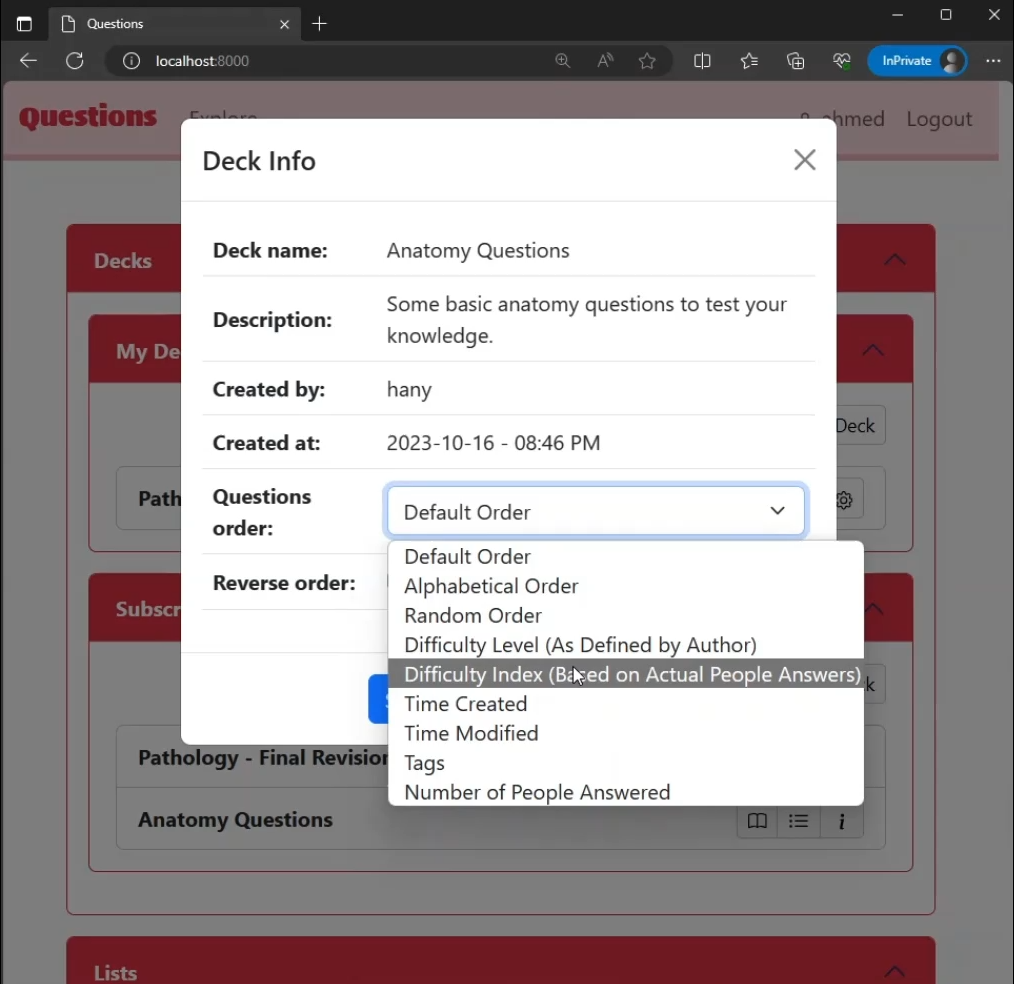 Questions
localhost:8000
InPrivate
Questions
Explore
ahmed
Logout
Deck Info
Decks
Deck name:
Anatomy Questions
Description:
Some basic anatomy questions to test your
knowledge.
My De
Created by:
hany
Deck
Created at:
2023-10-16 - 08:46 PM
Path
Questions
order:
Default Order
Default Order
Reverse order:
Alphabetical Order
Subscr
Random Order
Difficulty Level (As Defined by Author)
Difficulty Index (Based on Actual People Answers)
k
Time Created
Time Modified
Pathology - Final Revision
Tags
Number of People Answered
Anatomy Questions
i
Lists